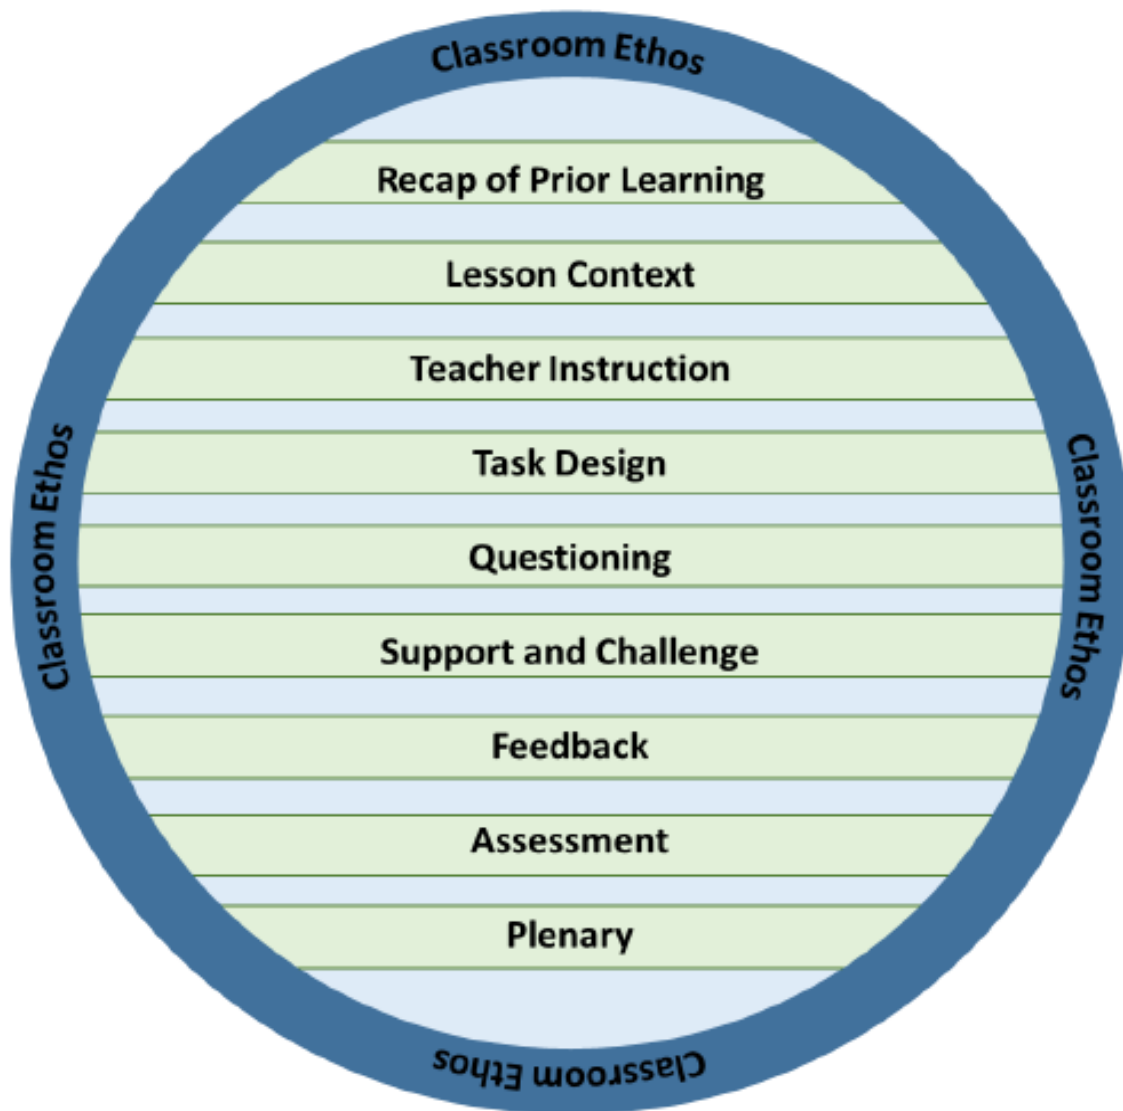 Classroom Ethos
Recap of Prior Learning
Lesson Context
Teacher Instruction
Task Design
Classroom Ethos
Classroom Ethos
Questioning
Support and Challenge
Feedback
Assessment
Plenary
Classroom Ethos